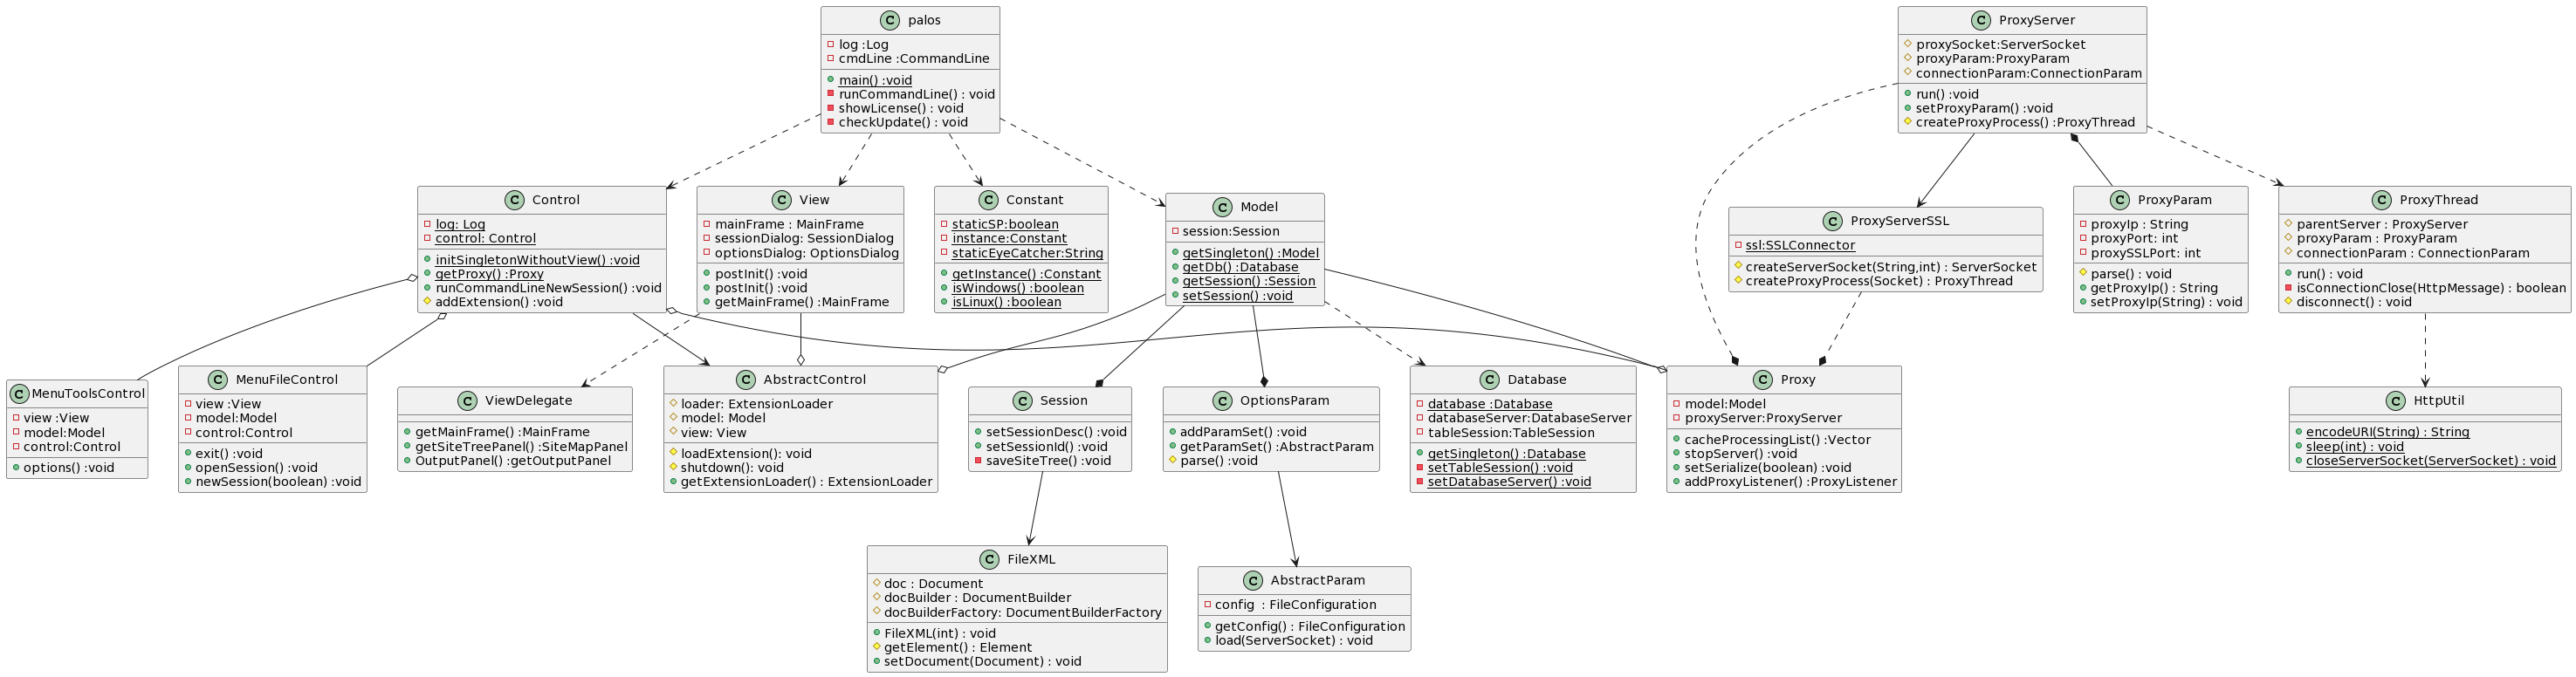 C palos
log :Log
cmdLine :CommandLine
main() :void
runCommandLine() : void
showLicense() : void
checkUpdate() : void
C ProxyServer
proxySocket:ServerSocket
proxyParam:ProxyParam
connectionParam:ConnectionParam
run() :void
setProxyParam() :void
createProxyProcess() :ProxyThread
C Control
log: Log
control: Control
initSingletonWithoutView() :void
getProxy() :Proxy
runCommandLineNewSession() :void
addExtension() :void
C View
mainFrame : MainFrame
sessionDialog: SessionDialog
optionsDialog: OptionsDialog
postInit() :void
postInit() :void
getMainFrame() :MainFrame
C Constant
staticSP:boolean
instance:Constant
staticEyeCatcher:String
getInstance() :Constant
isWindows() :boolean
isLinux() :boolean
C Model
session:Session
getSingleton() :Model
getDb() :Database
getSession() :Session
setSession() :void
C ProxyServerSSL
ssl:SSLConnector
createServerSocket(String,int) : ServerSocket
createProxyProcess(Socket) : ProxyThread
C ProxyParam
proxyIp : String
proxyPort: int
proxySSLPort: int
parse() : void
getProxyIp() : String
setProxyIp(String) : void
C ProxyThread
parentServer : ProxyServer
proxyParam : ProxyParam
connectionParam : ConnectionParam
run() : void
isConnectionClose(HttpMessage) : boolean
disconnect() : void
C MenuToolsControl
view :View
model:Model
control:Control
options() :void
C MenuFileControl
view :View
model:Model
control:Control
exit() :void
openSession() :void
newSession(boolean) :void
C ViewDelegate
getMainFrame() :MainFrame
getSiteTreePanel() :SiteMapPanel
OutputPanel() :getOutputPanel
C AbstractControl
loader: ExtensionLoader
model: Model
view: View
loadExtension(): void
shutdown(): void
getExtensionLoader() : ExtensionLoader
C Session
setSessionDesc() :void
setSessionId() :void
saveSiteTree() :void
C OptionsParam
addParamSet() :void
getParamSet() :AbstractParam
parse() :void
C Database
database :Database
databaseServer:DatabaseServer
tableSession:TableSession
getSingleton() :Database
setTableSession() :void
setDatabaseServer() :void
C Proxy
model:Model
proxyServer:ProxyServer
cacheProcessingList() :Vector
stopServer() :void
setSerialize(boolean) :void
addProxyListener() :ProxyListener
C HttpUtil
encodeURI(String) : String
sleep(int) : void
closeServerSocket(ServerSocket) : void
C FileXML
doc : Document
docBuilder : DocumentBuilder
docBuilderFactory: DocumentBuilderFactory
FileXML(int) : void
getElement() : Element
setDocument(Document) : void
C AbstractParam
config : FileConfiguration
getConfig() : FileConfiguration
load(ServerSocket) : void